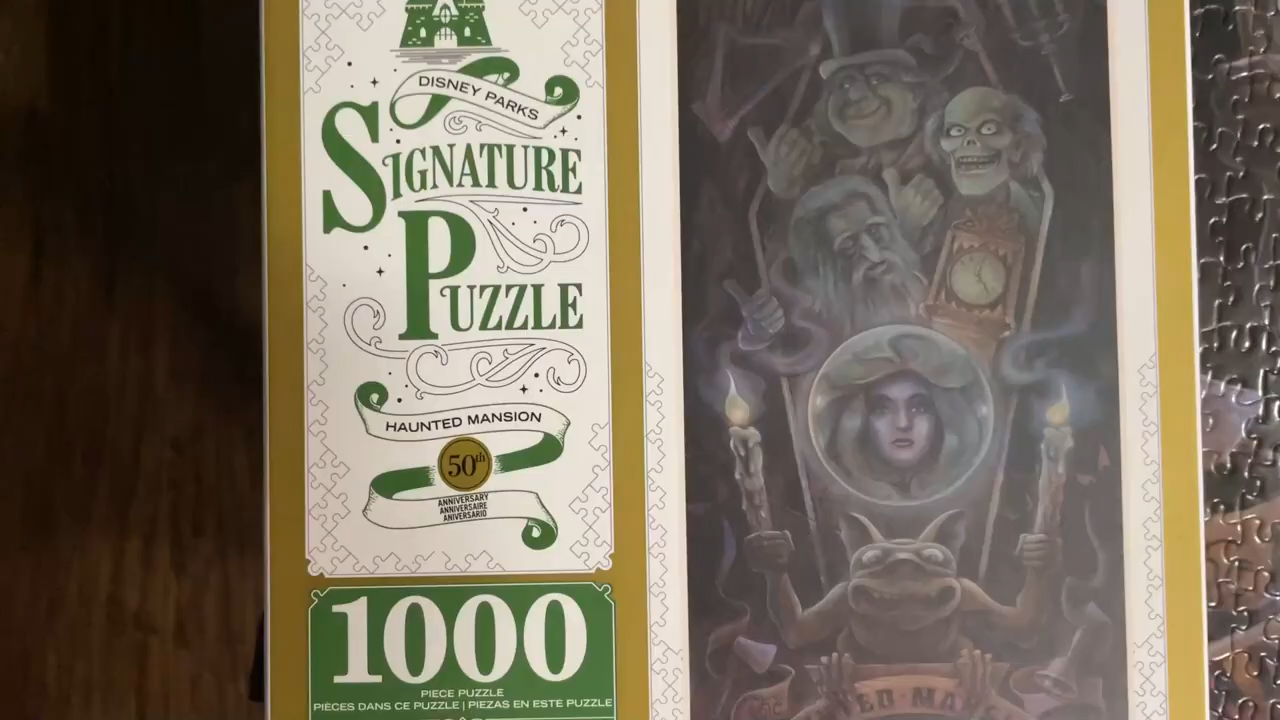 DISNEY PARKS
SIGNATURE
PUZZLE
HAUNTED MANSION
50th
ANNIVERSARY
ANNIVERSAIRE
ANIVERSARIO
1000
PIECE PUZZLE
PIÈCES DANS CE PUZZLE | PIEZAS EN ESTE PUZZLE